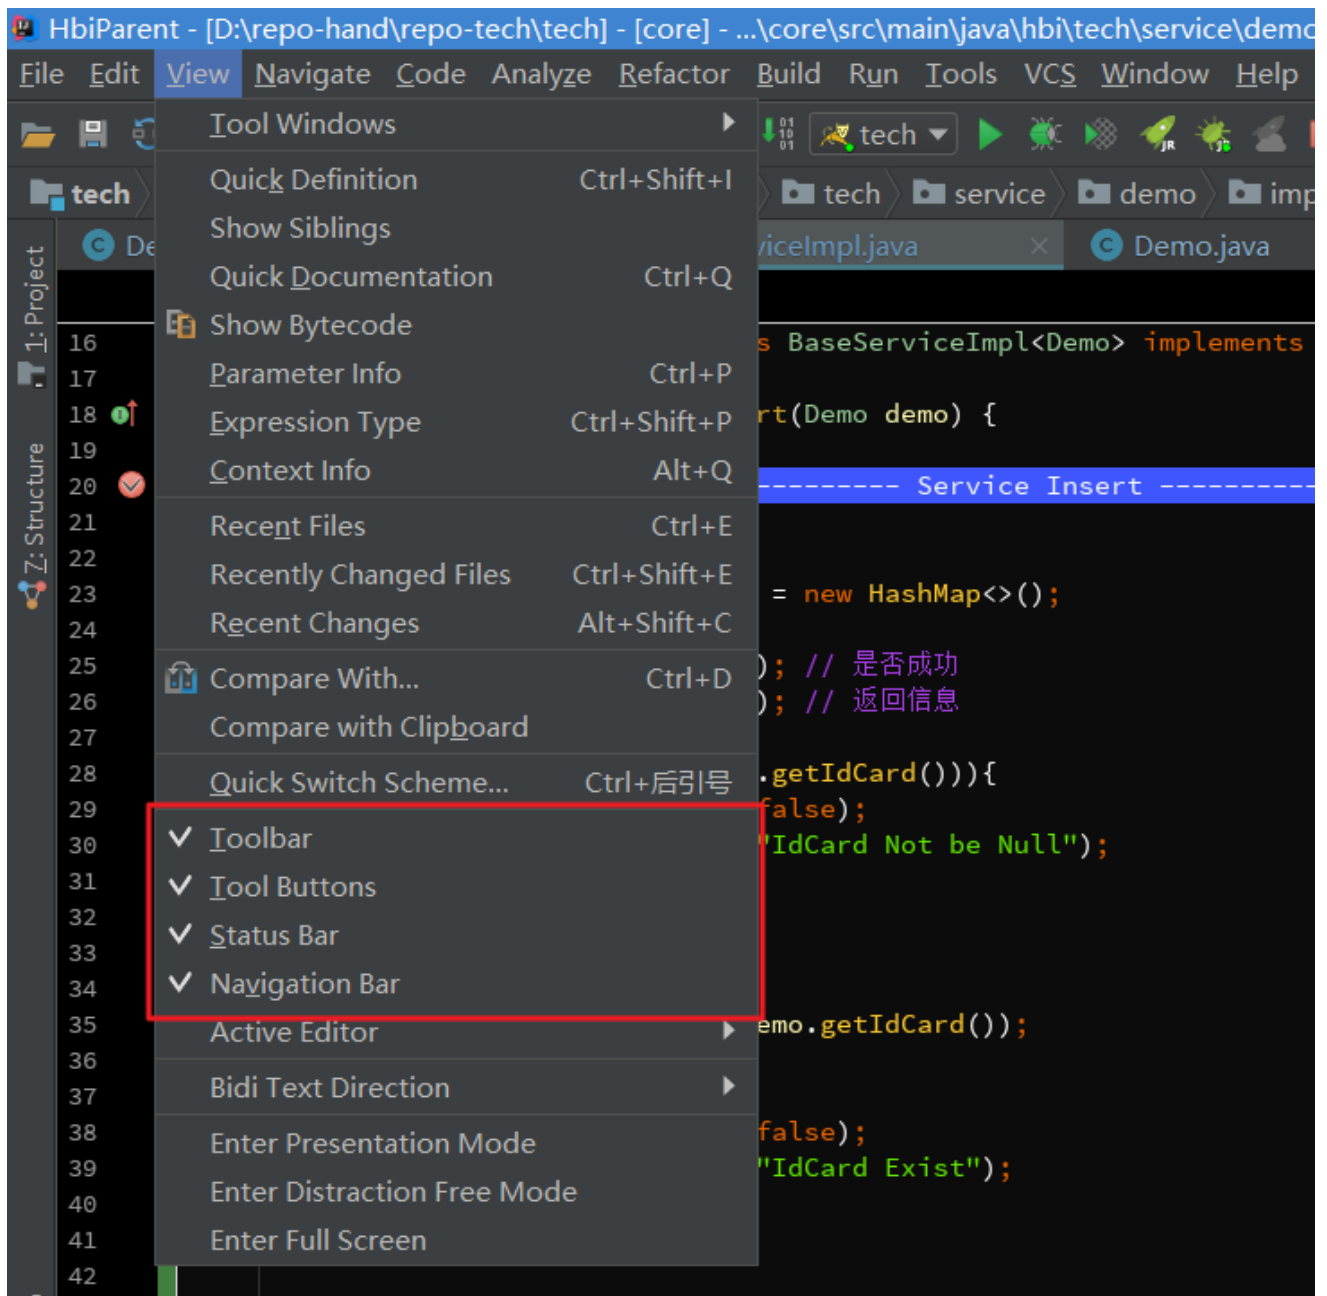 HbiParent - [D:\repo-hand\repo-tech\tech] - [core] - ...\core\src\main\java\hbi\tech\service\demo
File Edit View Navigate Code Analyze Refactor Build Run Tools VCS Window Help
Tool Windows
tech
JR
tech
Quick Definition Ctrl+Shift+I
tech service demo imp
Show Siblings
De
viceImpl.java
Demo.java
Quick Documentation Ctrl+Q
Show Bytecode
Parameter Info Ctrl+P
Expression Type Ctrl+Shift+P
Context Info Alt+Q
Recent Files Ctrl+E
Recently Changed Files Ctrl+Shift+E
Recent Changes Alt+Shift+C
Compare With... Ctrl+D
Compare with Clipboard
Quick Switch Scheme... Ctrl+后引号
Toolbar
Tool Buttons
Status Bar
Navigation Bar
Active Editor
Bidi Text Direction
Enter Presentation Mode
Enter Distraction Free Mode
Enter Full Screen
1: Project
Z: Structure
16 s BaseServiceImpl<Demo> implements
17
18 rt(Demo demo) {
19
20 --------- Service Insert ----------
21
22
23 = new HashMap<>();
24
25 ); // 是否成功
26 ); // 返回信息
27
28 .getIdCard())){
29 false);
30 "IdCard Not be Null");
31
32
33
34
35 emo.getIdCard());
36
37
38 false);
39 "IdCard Exist");
40
41
42